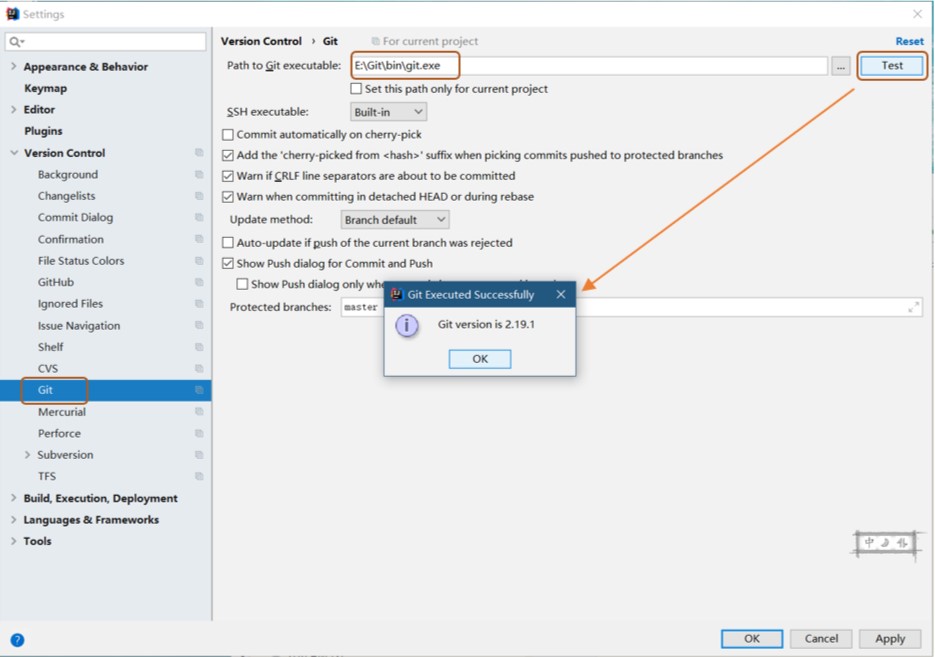 Settings
Version Control › Git For current project Reset
Appearance & Behavior
Keymap
Editor
Plugins
Version Control
Background
Changelists
Commit Dialog
Confirmation
File Status Colors
GitHub
Ignored Files
Issue Navigation
Shelf
CVS
Git
Mercurial
Perforce
Subversion
TFS
Build, Execution, Deployment
Languages & Frameworks
Tools
Path to Git executable: E:\Git\bin\git.exe ... Test
Set this path only for current project
SSH executable: Built-in
Commit automatically on cherry-pick
Add the 'cherry-picked from <hash>' suffix when picking commits pushed to protected branches
Warn if CRLF line separators are about to be committed
Warn when committing in detached HEAD or during rebase
Update method: Branch default
Auto-update if push of the current branch was rejected
Show Push dialog for Commit and Push
Show Push dialog only
Protected branches: master
Git Executed Successfully
Git version is 2.19.1
OK
中
? OK Cancel Apply